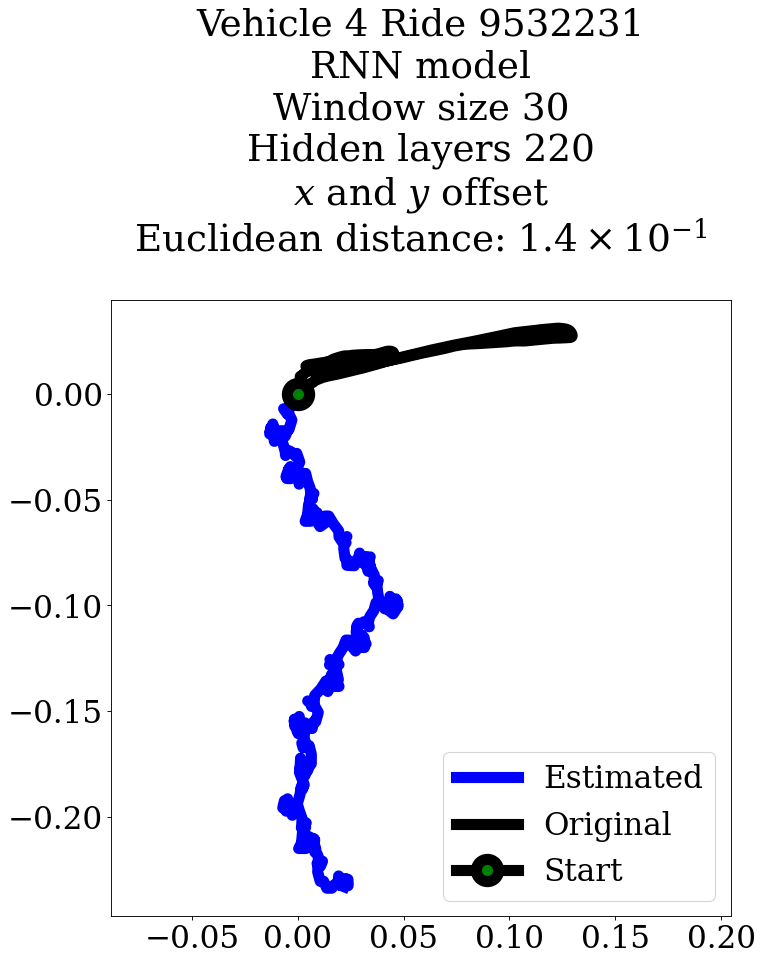 Vehicle 4 Ride 9532231
RNN model
Window size 30
Hidden layers 220
x and y offset
Euclidean distance: 1.4 × 10⁻¹
0.00
−0.05
−0.10
−0.15
−0.20
Estimated
Original
Start
−0.05 0.00 0.05 0.10 0.15 0.20